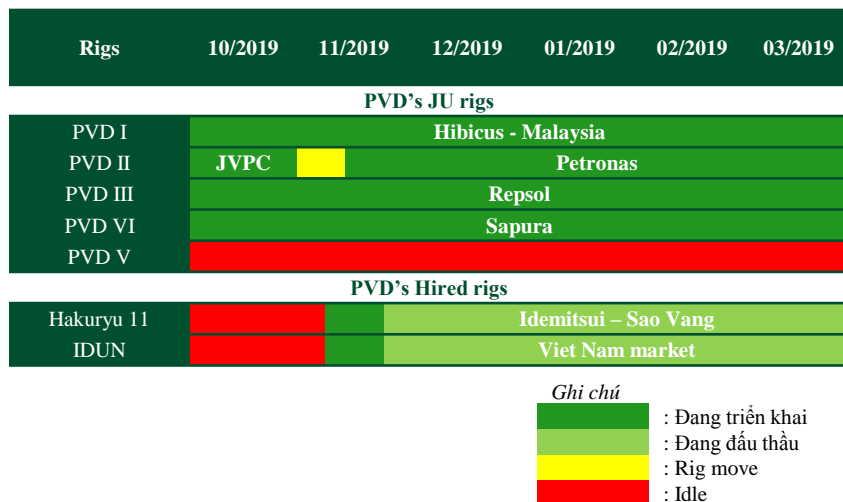 Rigs 10/2019 11/2019 12/2019 01/2019 02/2019 03/2019
PVD's JU rigs
PVD I Hibicus - Malaysia
PVD II JVPC Petronas
PVD III Repsol
PVD VI Sapura
PVD V
PVD's Hired rigs
Hakuryu 11 Idemitsui – Sao Vang
IDUN Viet Nam market
Ghi chú
: Đang triển khai
: Đang đấu thầu
: Rig move
: Idle